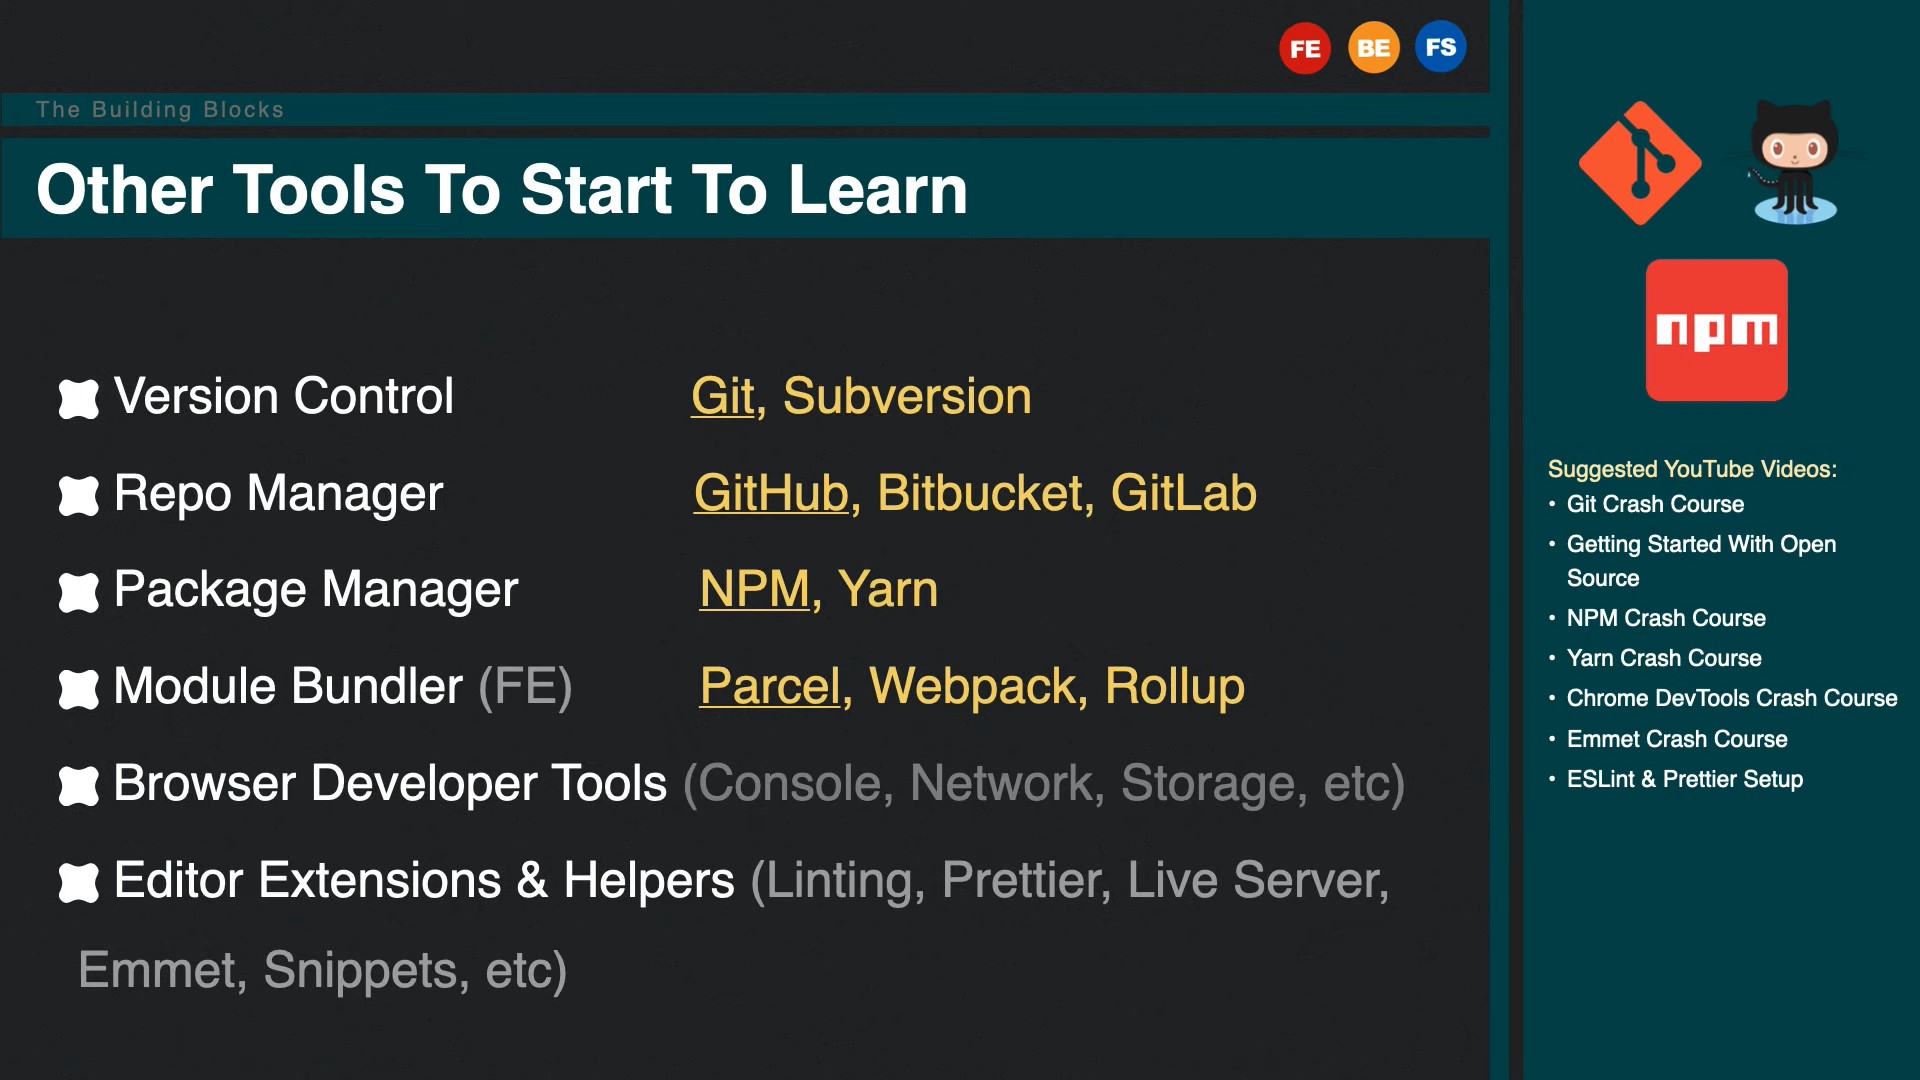 FE BE FS
The Building Blocks
Other Tools To Start To Learn
Version Control Git, Subversion
Repo Manager GitHub, Bitbucket, GitLab
Package Manager NPM, Yarn
Module Bundler (FE) Parcel, Webpack, Rollup
Browser Developer Tools (Console, Network, Storage, etc)
Editor Extensions & Helpers (Linting, Prettier, Live Server,
Emmet, Snippets, etc)
npm
Suggested YouTube Videos:
• Git Crash Course
• Getting Started With Open
Source
• NPM Crash Course
• Yarn Crash Course
• Chrome DevTools Crash Course
• Emmet Crash Course
• ESLint & Prettier Setup